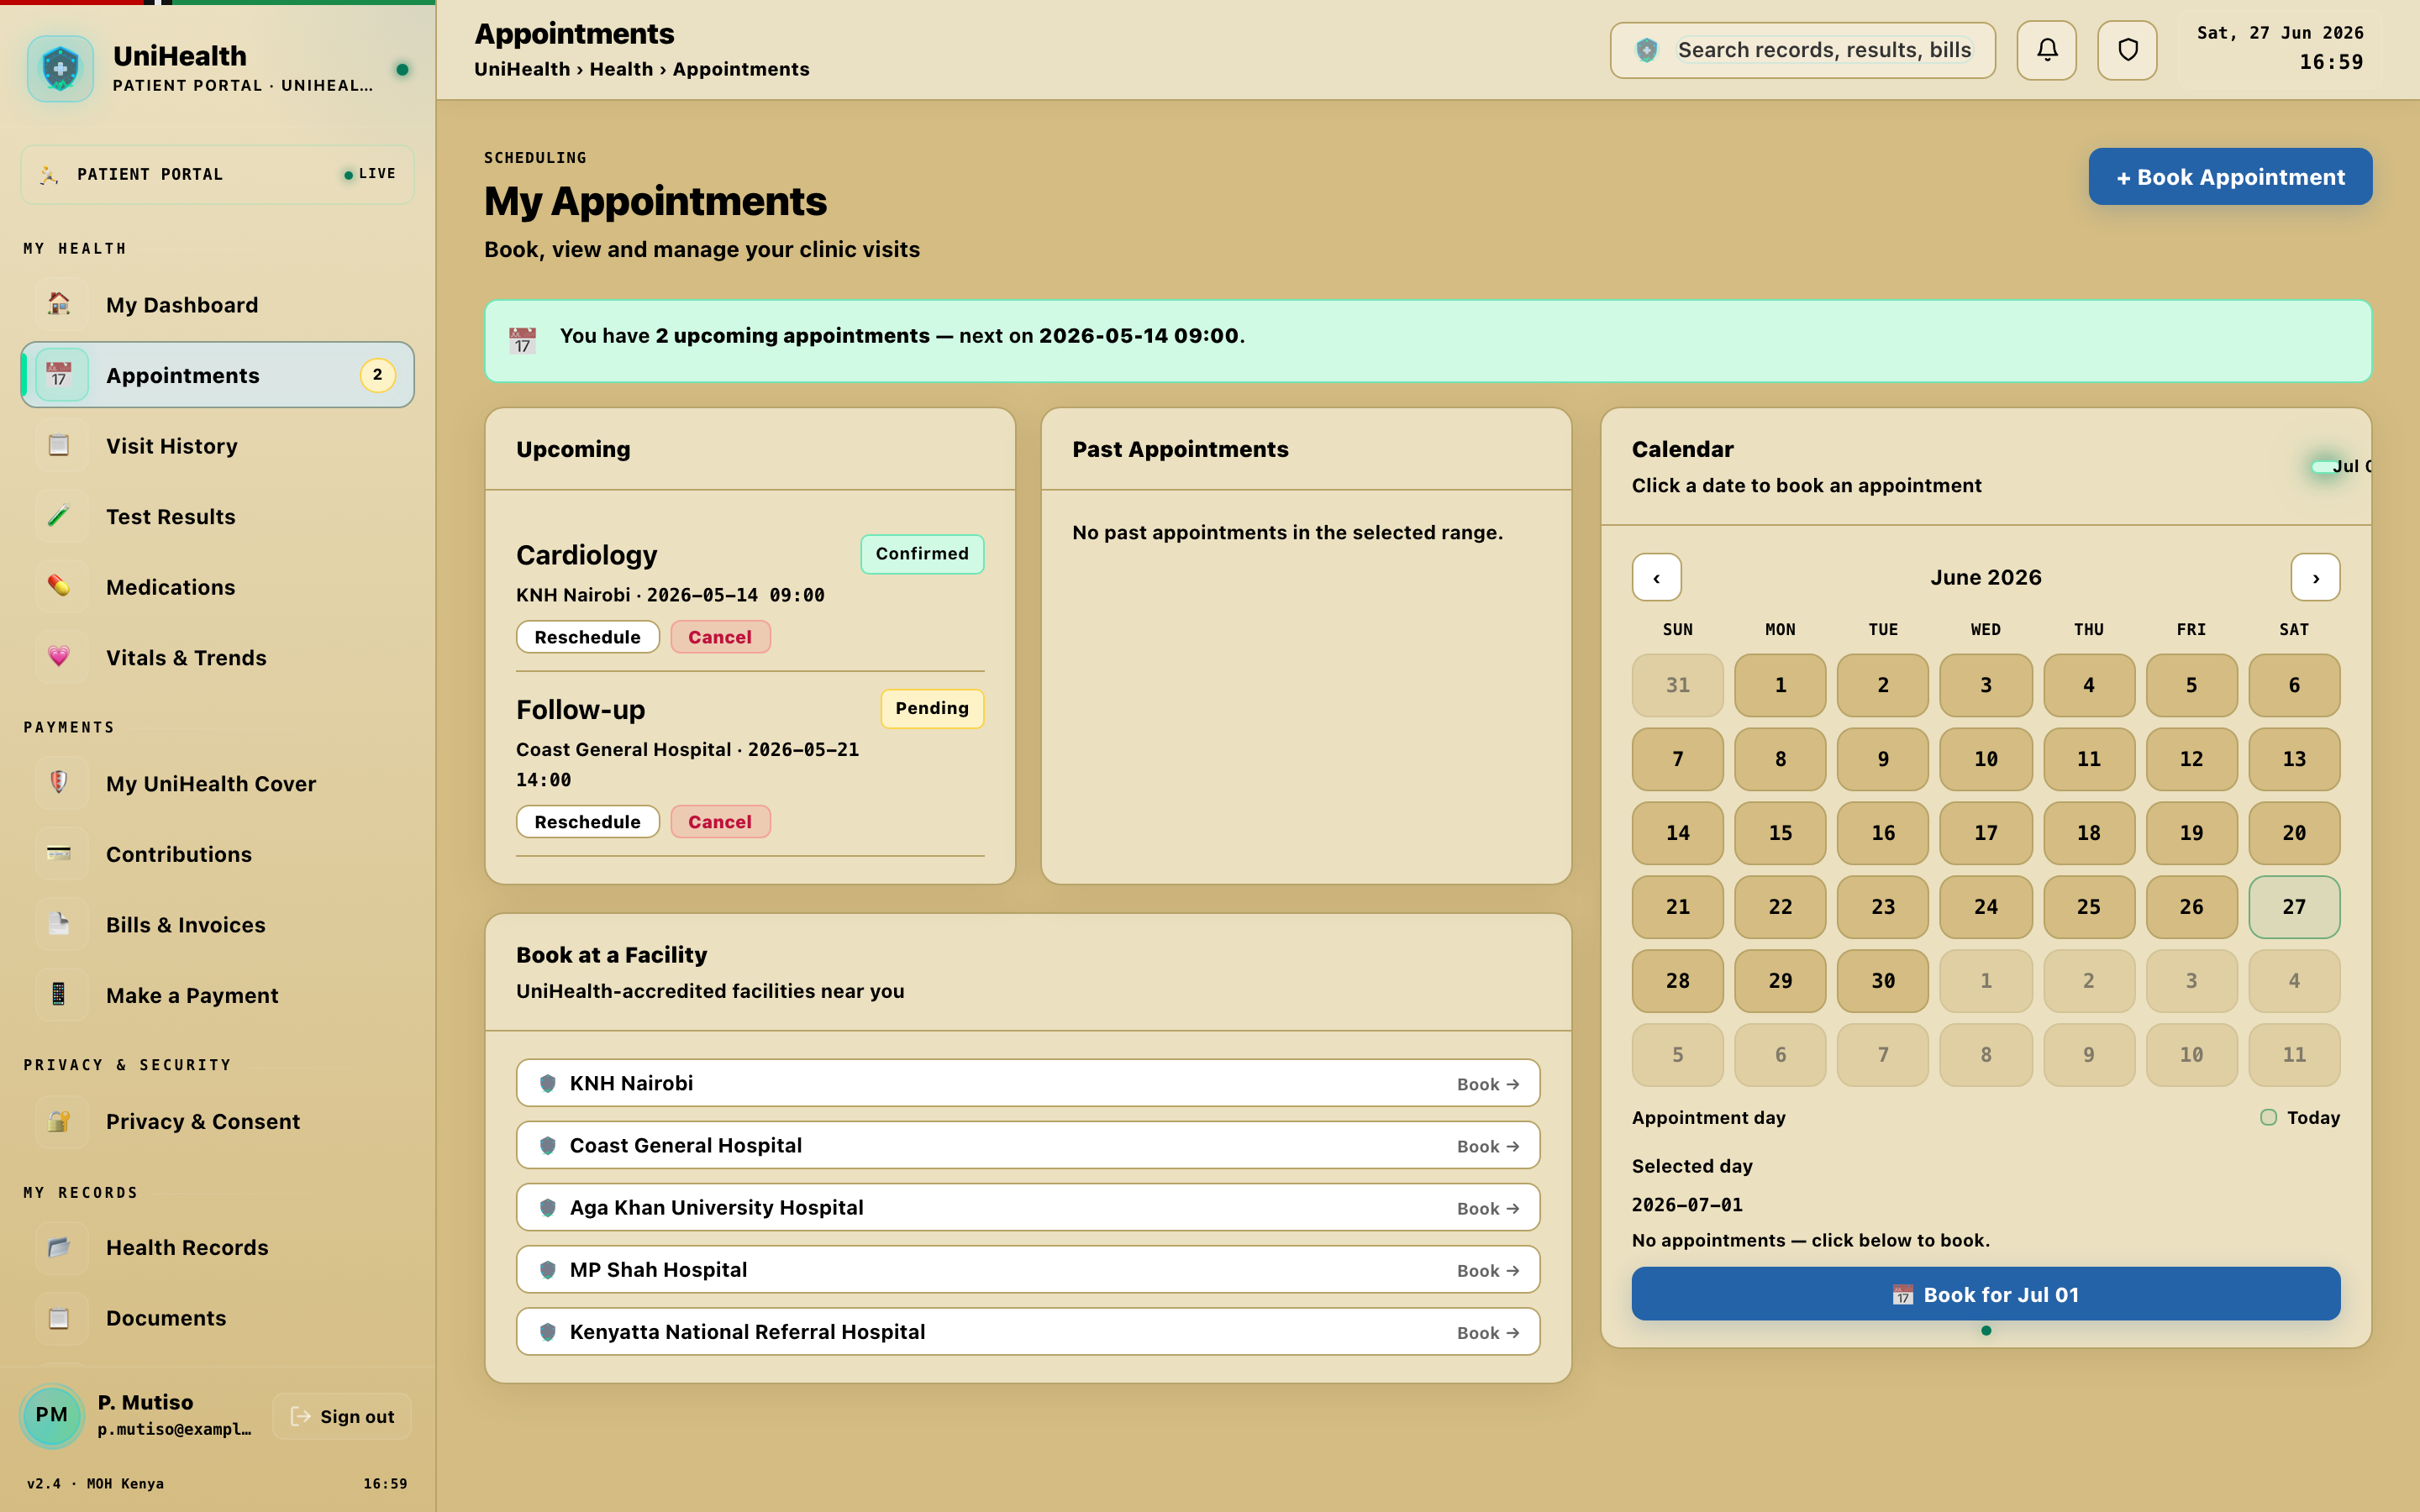 UniHealth
PATIENT PORTAL · UNIHEAL…
PATIENT PORTAL
LIVE
MY HEALTH
My Dashboard
17
Appointments
2
Visit History
Test Results
Medications
Vitals & Trends
PAYMENTS
My UniHealth Cover
Contributions
Bills & Invoices
Make a Payment
PRIVACY & SECURITY
Privacy & Consent
MY RECORDS
Health Records
Documents
PM
P. Mutiso
p.mutiso@exampl…
Sign out
v2.4 · MOH Kenya
16:59
Appointments
UniHealth › Health › Appointments
Search records, results, bills
Sat, 27 Jun 2026
16:59
SCHEDULING
My Appointments
Book, view and manage your clinic visits
+ Book Appointment
17
You have 2 upcoming appointments — next on 2026-05-14 09:00.
Upcoming
Cardiology
Confirmed
KNH Nairobi · 2026-05-14 09:00
Reschedule
Cancel
Follow-up
Pending
Coast General Hospital · 2026-05-21
14:00
Reschedule
Cancel
Past Appointments
No past appointments in the selected range.
Book at a Facility
UniHealth-accredited facilities near you
KNH Nairobi
Book →
Coast General Hospital
Book →
Aga Khan University Hospital
Book →
MP Shah Hospital
Book →
Kenyatta National Referral Hospital
Book →
Calendar
Click a date to book an appointment
Jul
‹
June 2026
›
SUN MON TUE WED THU FRI SAT
31 1 2 3 4 5 6
7 8 9 10 11 12 13
14 15 16 17 18 19 20
21 22 23 24 25 26 27
28 29 30 1 2 3 4
5 6 7 8 9 10 11
Appointment day
Today
Selected day
2026-07-01
No appointments — click below to book.
17
Book for Jul 01